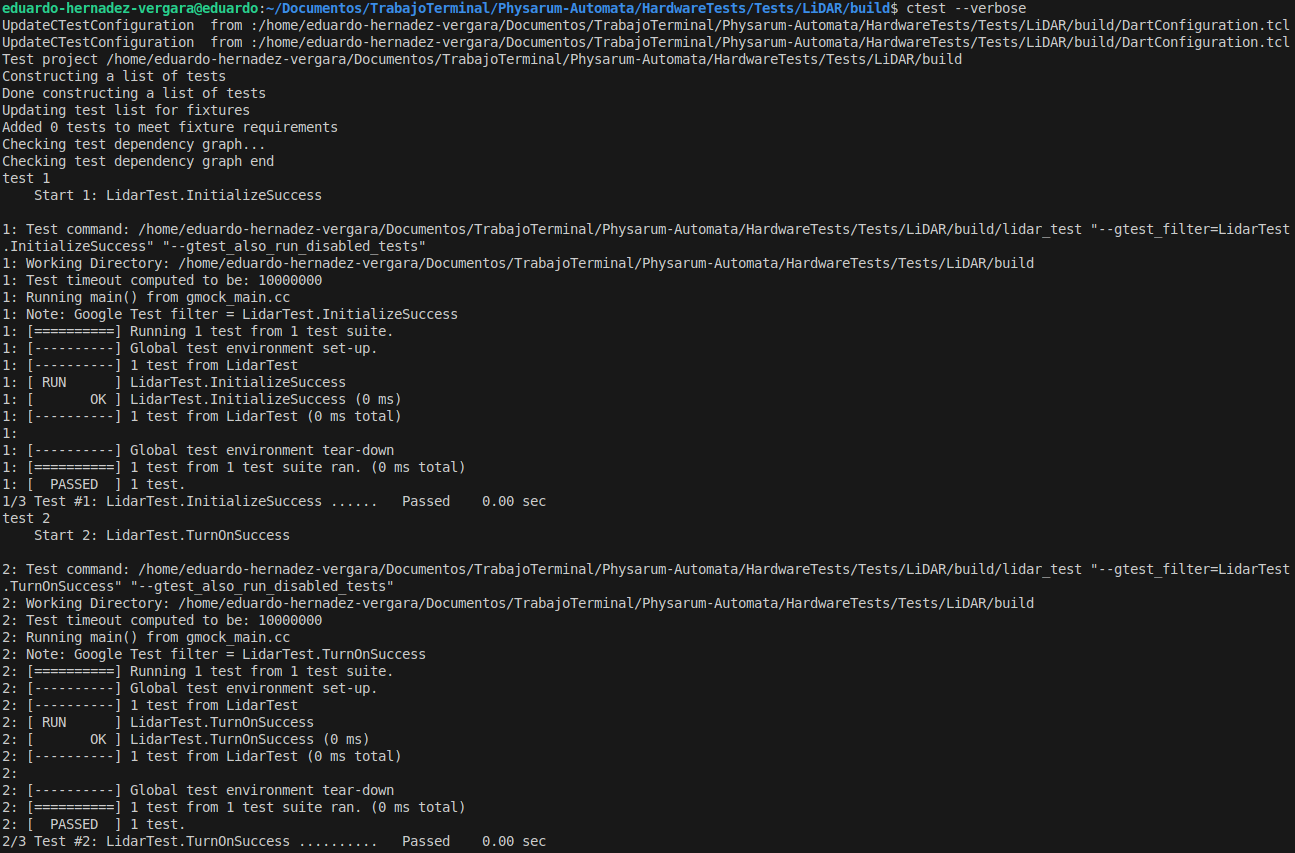 eduardo-hernadez-vergara@eduardo:~/Documentos/TrabajoTerminal/Physarum-Automata/HardwareTests/Tests/LiDAR/build$ ctest --verbose
UpdateCTestConfiguration  from :/home/eduardo-hernadez-vergara/Documentos/TrabajoTerminal/Physarum-Automata/HardwareTests/Tests/LiDAR/build/DartConfiguration.tcl
UpdateCTestConfiguration  from :/home/eduardo-hernadez-vergara/Documentos/TrabajoTerminal/Physarum-Automata/HardwareTests/Tests/LiDAR/build/DartConfiguration.tcl
Test project /home/eduardo-hernadez-vergara/Documentos/TrabajoTerminal/Physarum-Automata/HardwareTests/Tests/LiDAR/build
Constructing a list of tests
Done constructing a list of tests
Updating test list for fixtures
Added 0 tests to meet fixture requirements
Checking test dependency graph...
Checking test dependency graph end
test 1
    Start 1: LidarTest.InitializeSuccess

1: Test command: /home/eduardo-hernadez-vergara/Documentos/TrabajoTerminal/Physarum-Automata/HardwareTests/Tests/LiDAR/build/lidar_test "--gtest_filter=LidarTest
.InitializeSuccess" "--gtest_also_run_disabled_tests"
1: Working Directory: /home/eduardo-hernadez-vergara/Documentos/TrabajoTerminal/Physarum-Automata/HardwareTests/Tests/LiDAR/build
1: Test timeout computed to be: 10000000
1: Running main() from gmock_main.cc
1: Note: Google Test filter = LidarTest.InitializeSuccess
1: [==========] Running 1 test from 1 test suite.
1: [----------] Global test environment set-up.
1: [----------] 1 test from LidarTest
1: [ RUN      ] LidarTest.InitializeSuccess
1: [       OK ] LidarTest.InitializeSuccess (0 ms)
1: [----------] 1 test from LidarTest (0 ms total)
1:
1: [----------] Global test environment tear-down
1: [==========] 1 test from 1 test suite ran. (0 ms total)
1: [  PASSED  ] 1 test.
1/3 Test #1: LidarTest.InitializeSuccess ......   Passed    0.00 sec
test 2
    Start 2: LidarTest.TurnOnSuccess

2: Test command: /home/eduardo-hernadez-vergara/Documentos/TrabajoTerminal/Physarum-Automata/HardwareTests/Tests/LiDAR/build/lidar_test "--gtest_filter=LidarTest
.TurnOnSuccess" "--gtest_also_run_disabled_tests"
2: Working Directory: /home/eduardo-hernadez-vergara/Documentos/TrabajoTerminal/Physarum-Automata/HardwareTests/Tests/LiDAR/build
2: Test timeout computed to be: 10000000
2: Running main() from gmock_main.cc
2: Note: Google Test filter = LidarTest.TurnOnSuccess
2: [==========] Running 1 test from 1 test suite.
2: [----------] Global test environment set-up.
2: [----------] 1 test from LidarTest
2: [ RUN      ] LidarTest.TurnOnSuccess
2: [       OK ] LidarTest.TurnOnSuccess (0 ms)
2: [----------] 1 test from LidarTest (0 ms total)
2:
2: [----------] Global test environment tear-down
2: [==========] 1 test from 1 test suite ran. (0 ms total)
2: [  PASSED  ] 1 test.
2/3 Test #2: LidarTest.TurnOnSuccess ..........   Passed    0.00 sec